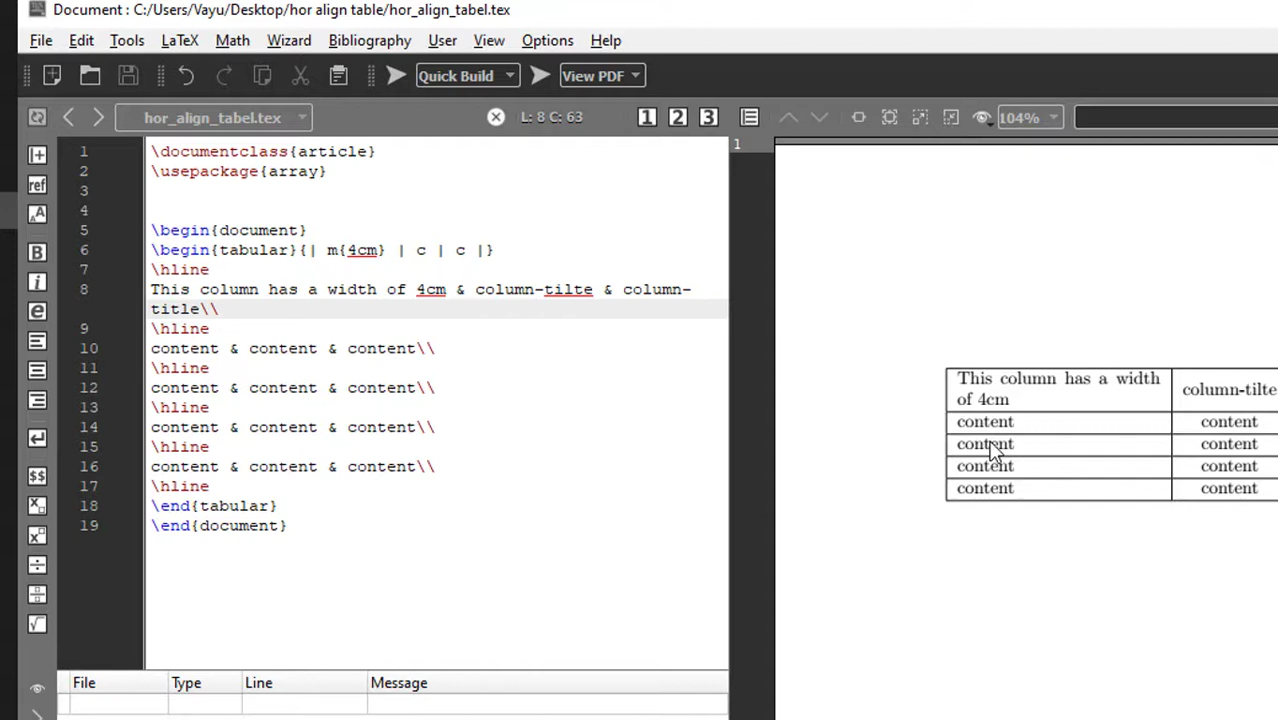 Document : C:/Users/Vayu/Desktop/hor align table/hor_align_tabel.tex
File Edit Tools LaTeX Math Wizard Bibliography User View Options Help
Quick Build View PDF
hor_align_tabel.tex L: 8 C: 63 1 2 3 104%
1 \documentclass{article}
2 \usepackage{array}
3
4
5 \begin{document}
6 \begin{tabular}{| m{4cm} | c | c |}
7 \hline
8 This column has a width of 4cm & column-tilte & column-
title\\
9 \hline
10 content & content & content\\
11 \hline
12 content & content & content\\
13 \hline
14 content & content & content\\
15 \hline
16 content & content & content\\
17 \hline
18 \end{tabular}
19 \end{document}
ref
A
B
i
e
$$
1
This column has a width
of 4cm
column-tilte
content content
content content
content content
content content
File Type Line Message